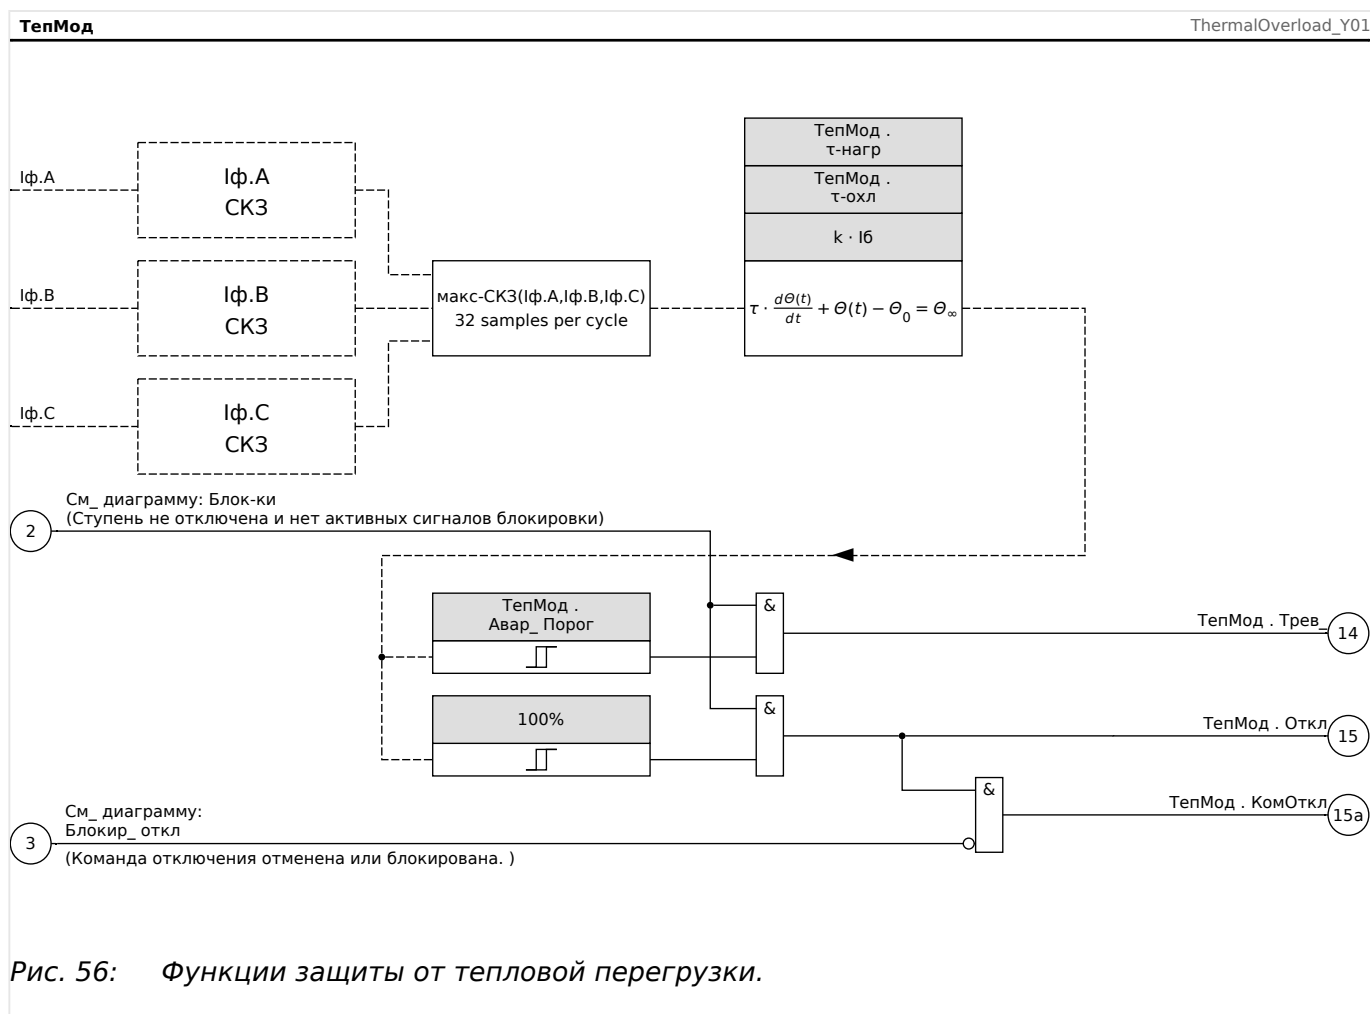 ТепМод
ThermalOverload_Y01
ТепМод .
τ-нагр
ТепМод .
τ-охл
k · Iб
Iф.A
Iф.A
СКЗ
Iф.B
Iф.B
СКЗ
макс-СКЗ(Iф.A,Iф.B,Iф.C)
32 samples per cycle
τ · dΘ(t)/dt + Θ(t) − Θ₀ = Θ∞
Iф.C
Iф.C
СКЗ
2
См_ диаграмму: Блок-ки
(Ступень не отключена и нет активных сигналов блокировки)
ТепМод .
Авар_ Порог
&
ТепМод . Трев_
14
100%
&
ТепМод . Откл
15
&
ТепМод . КомОткл
15a
3
См_ диаграмму:
Блокир_ откл
(Команда отключения отменена или блокирована. )
Рис. 56: Функции защиты от тепловой перегрузки.